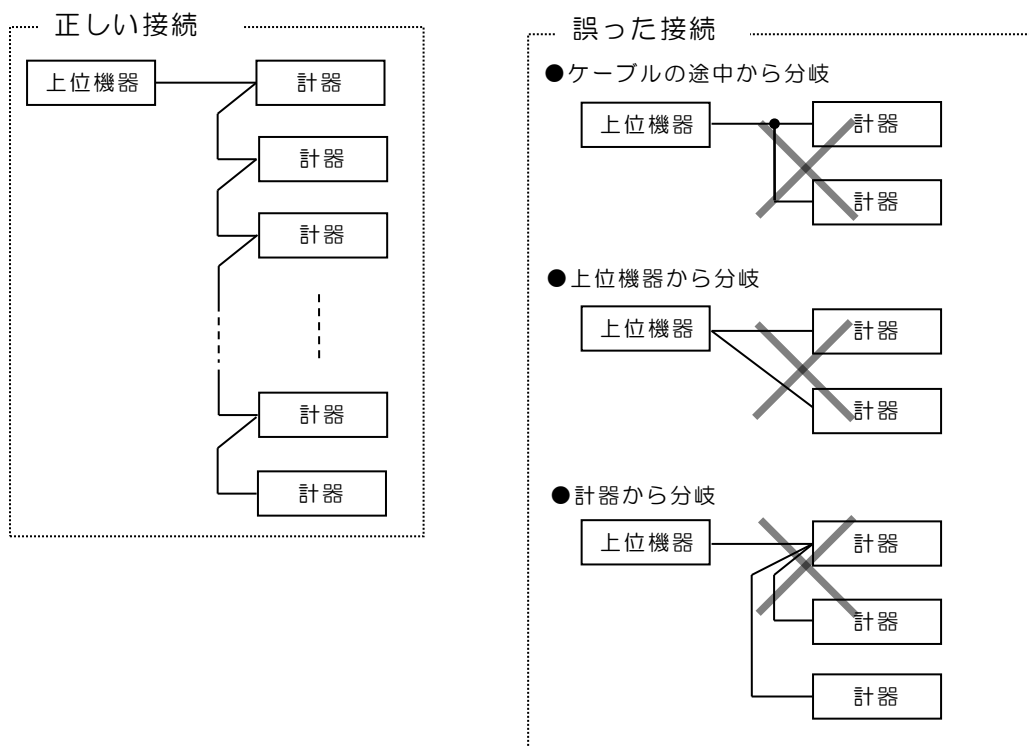 正しい接続
上位機器
計器
計器
計器
計器
計器
誤った接続
●ケーブルの途中から分岐
上位機器
計器
計器
●上位機器から分岐
上位機器
計器
計器
●計器から分岐
上位機器
計器
計器
計器